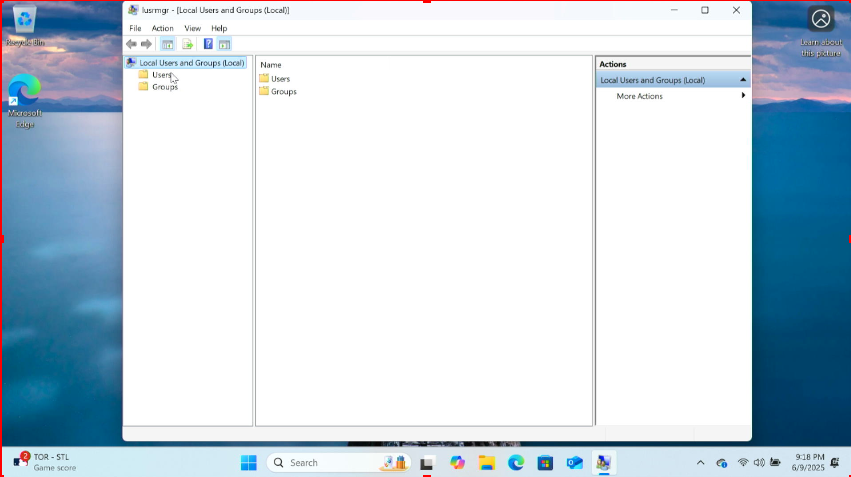 lusrmgr - [Local Users and Groups (Local)]
File Action View Help
Local Users and Groups (Local)
Users
Groups
Name
Users
Groups
Actions
Local Users and Groups (Local)
More Actions
Recycle Bin
Microsoft
Edge
Learn about
this picture
2
TOR - STL
Game score
Search
9:18 PM
6/9/2025